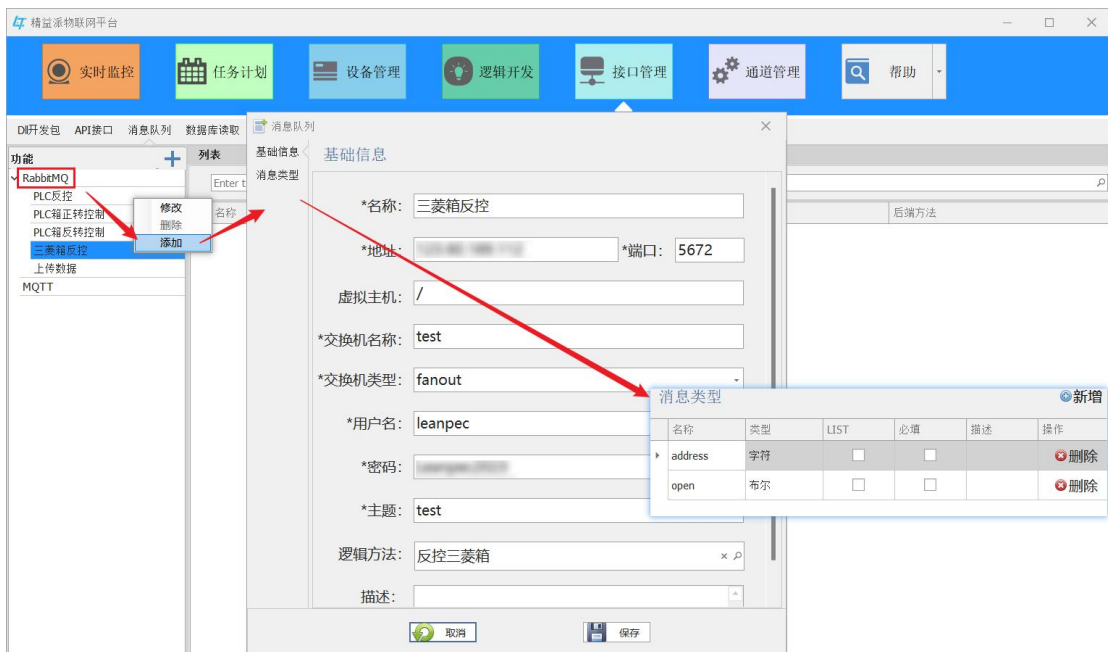 精益派物联网平台
实时监控 任务计划 设备管理 逻辑开发 接口管理 通道管理 帮助
DI开发包 API接口 消息队列 数据库读取
消息队列
功能
列表
基础信息
基础信息
消息类型
RabbitMQ
Enter t
PLC反控
修改
名称
*名称: 三菱箱反控
后端方法
PLC箱正转控制
删除
PLC箱反转控制
添加
三菱箱反控
*地址: *端口: 5672
上传数据
MQTT
虚拟主机: /
*交换机名称: test
*交换机类型: fanout
*用户名: leanpec
*密码:
*主题: test
逻辑方法: 反控三菱箱
描述:
取消 保存
消息类型 新增
名称 类型 LIST 必填 描述 操作
address 字符 删除
open 布尔 删除